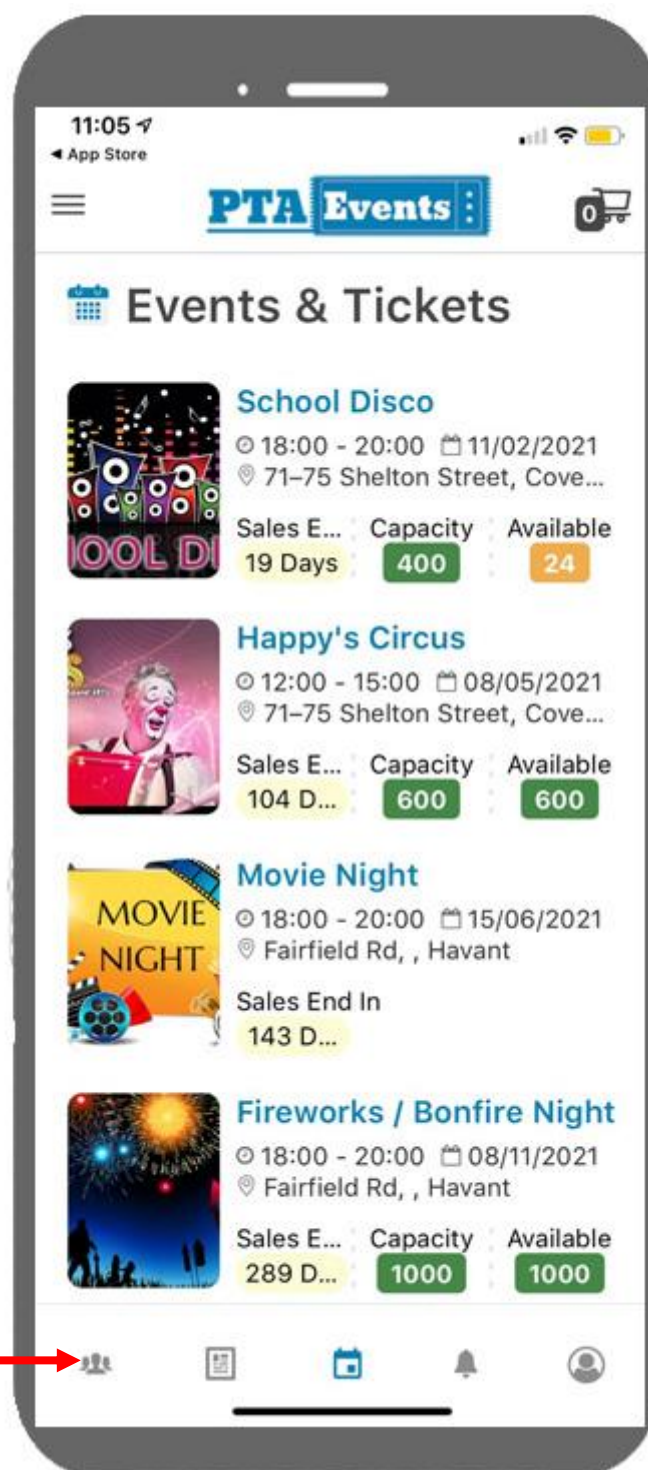 11:05
App Store
PTA Events
0
Events & Tickets
School Disco
18:00 - 20:00 11/02/2021
71–75 Shelton Street, Cove...
Sales E... Capacity Available
19 Days 400 24
HOOL DI
Happy's Circus
12:00 - 15:00 08/05/2021
71–75 Shelton Street, Cove...
Sales E... Capacity Available
104 D... 600 600
Movie Night
MOVIE
NIGHT
18:00 - 20:00 15/06/2021
Fairfield Rd, , Havant
Sales End In
143 D...
Fireworks / Bonfire Night
18:00 - 20:00 08/11/2021
Fairfield Rd, , Havant
Sales E... Capacity Available
289 D... 1000 1000